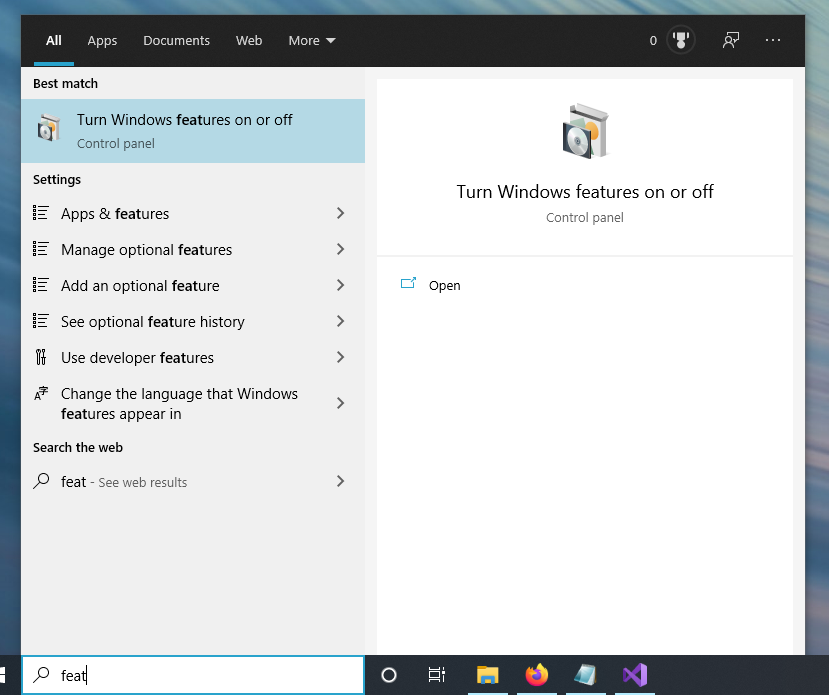 All Apps Documents Web More 0
Best match
Turn Windows features on or off
Control panel
Settings
Apps & features
Manage optional features
Add an optional feature
See optional feature history
Use developer features
Change the language that Windows
features appear in
Search the web
feat - See web results
Turn Windows features on or off
Control panel
Open
feat